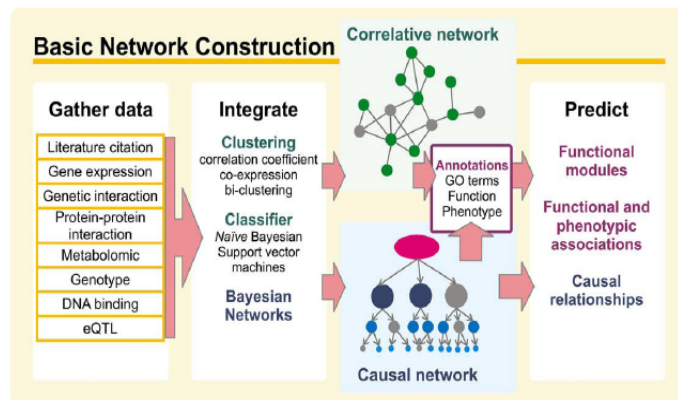 Basic Network Construction
Correlative network
Gather data
Literature citation
Gene expression
Genetic interaction
Protein-protein
interaction
Metabolomic
Genotype
DNA binding
eQTL
Integrate
Clustering
correlation coefficient
co-expression
bi-clustering
Classifier
Naïve Bayesian
Support vector
machines
Bayesian
Networks
Annotations
GO terms
Function
Phenotype
Causal network
Predict
Functional
modules
Functional and
phenotypic
associations
Causal
relationships